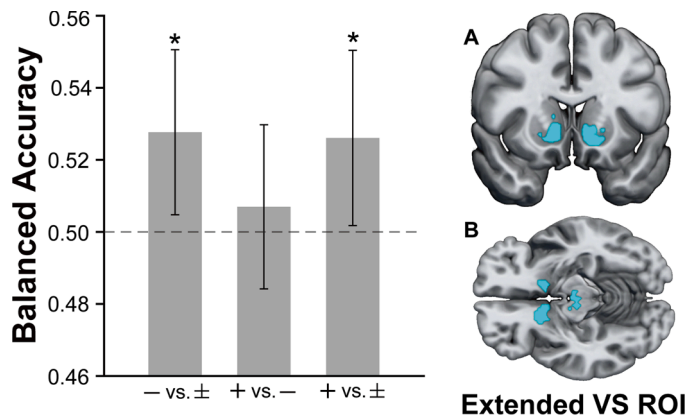 Balanced Accuracy
0.56
0.54
0.52
0.50
0.48
0.46
*
*
− vs. ±
+ vs. −
+ vs. ±
A
B
Extended VS ROI